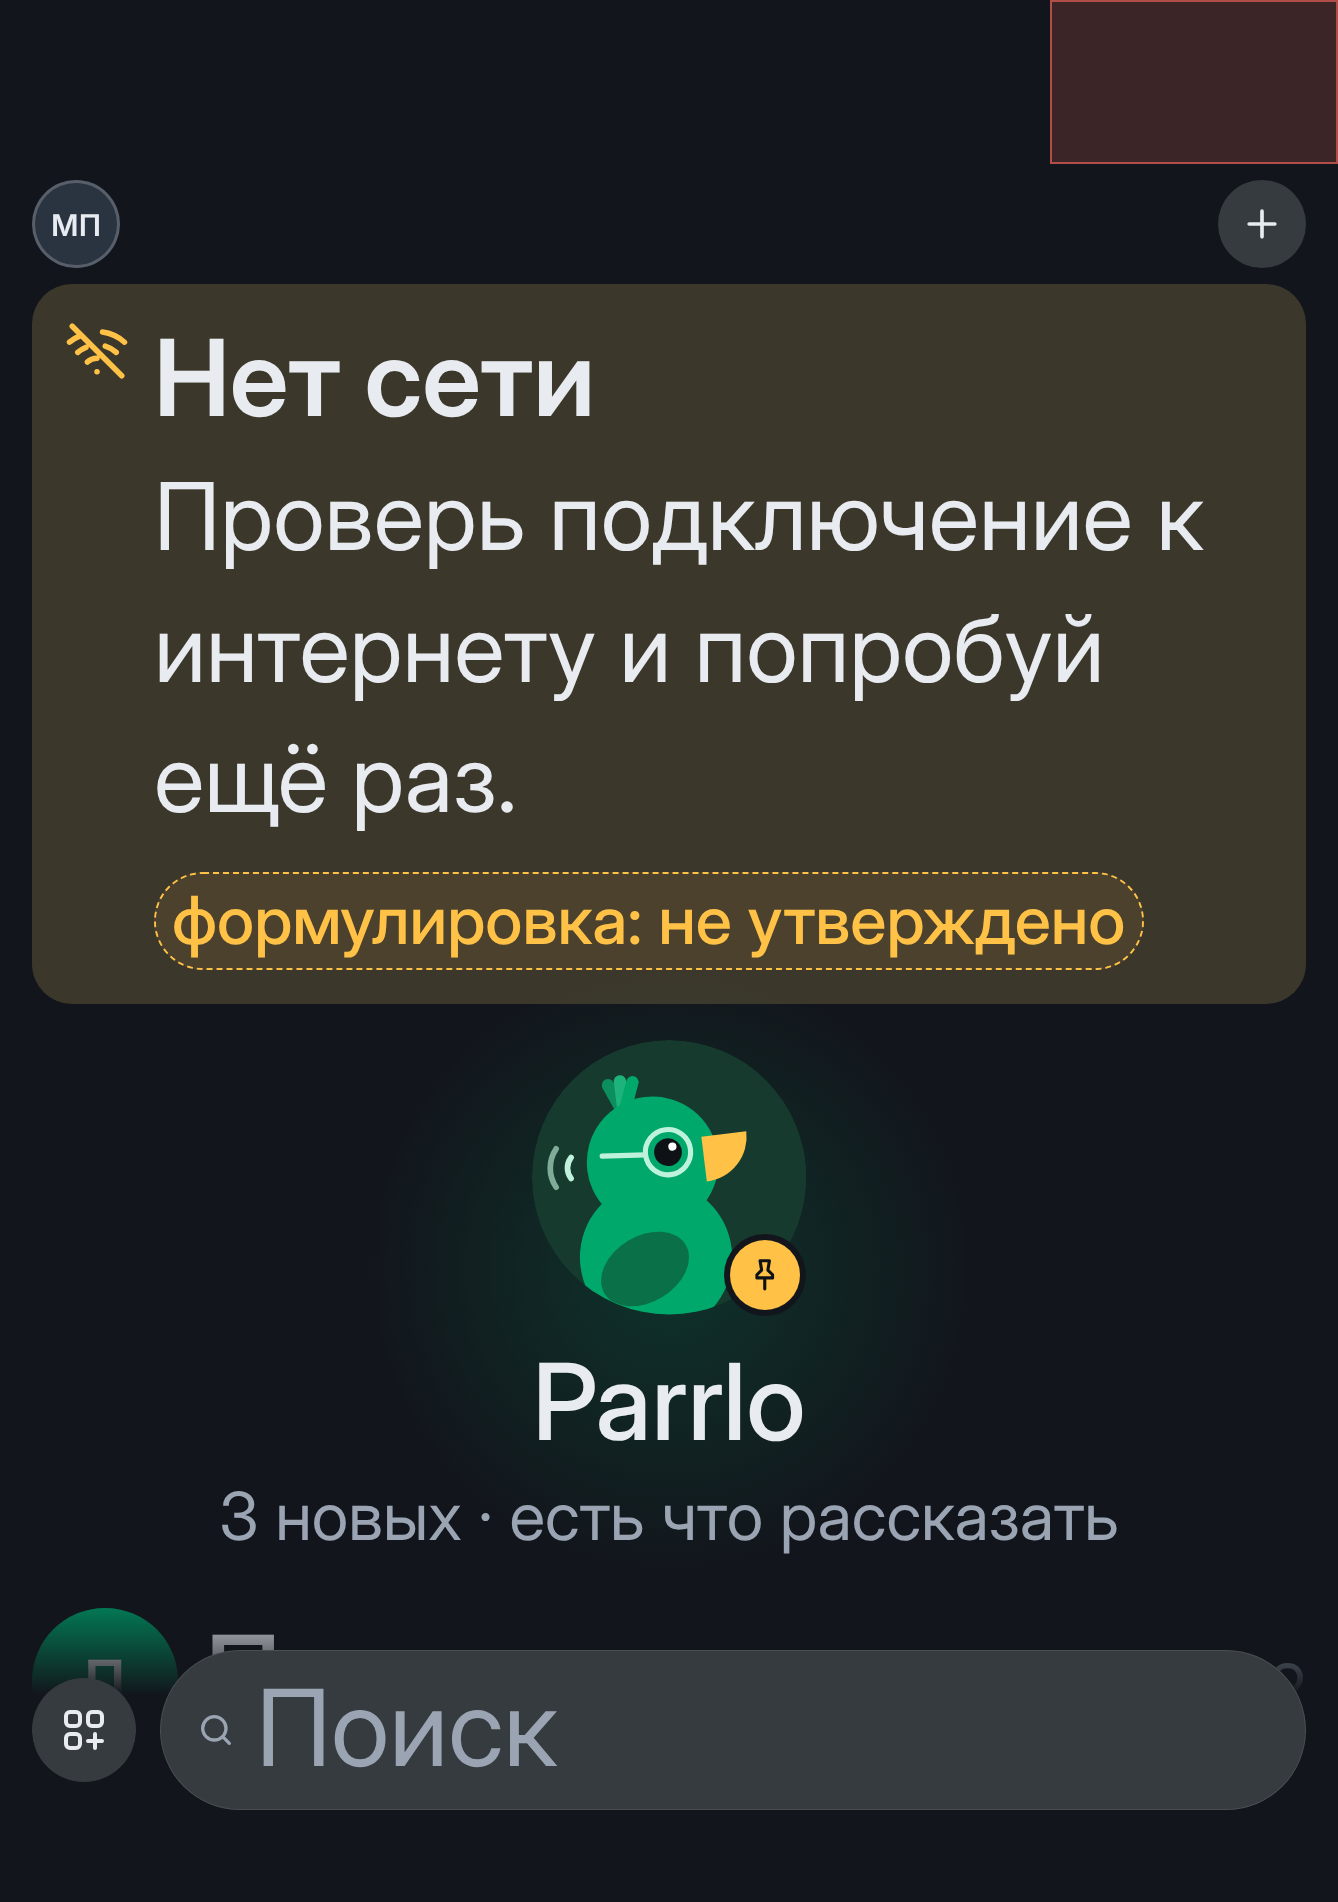 МП
Нет сети
Проверь подключение к
интернету и попробуй
ещё раз.
формулировка: не утверждено
Parrlo
3 новых · есть что рассказать
Поиск